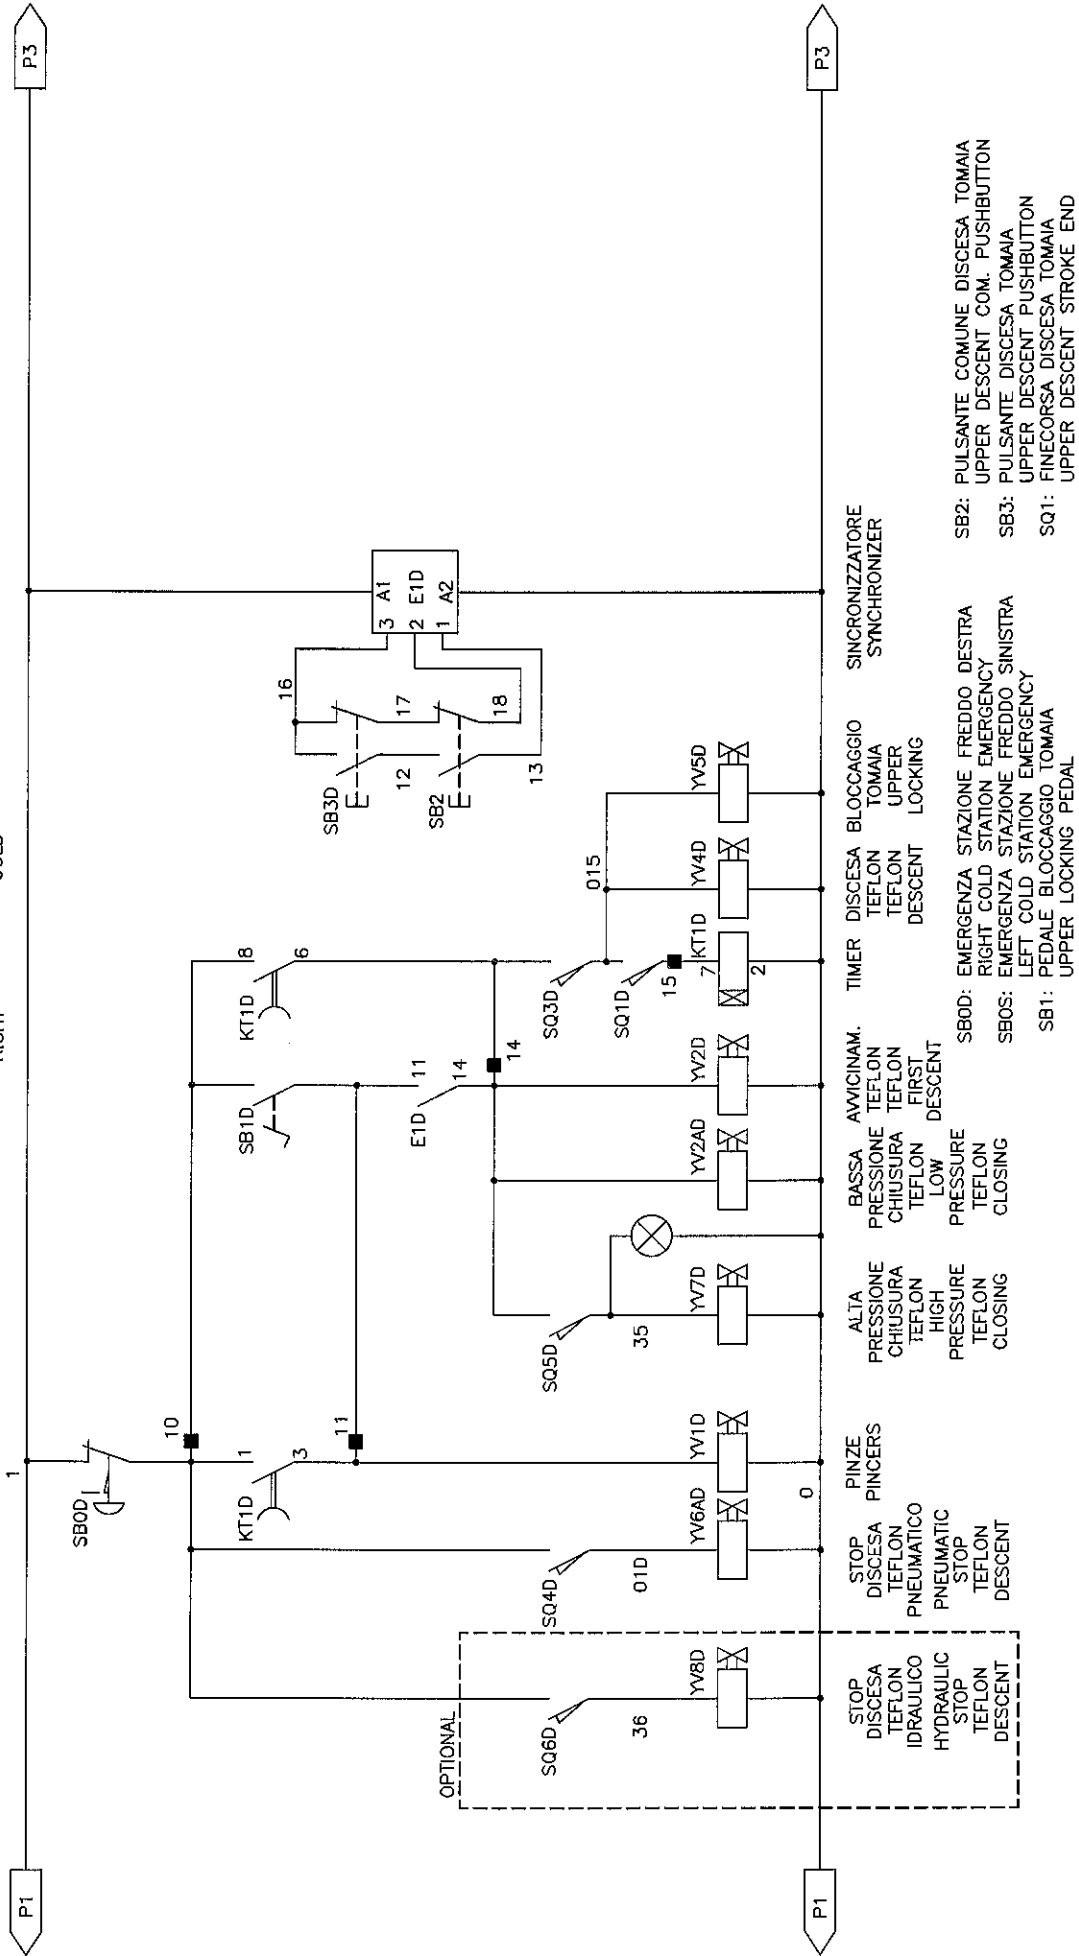 RIGHT
COLD
P1
P3
1
SB0D
10
KT1D
1
3
11
SB1D
KT1D
8
6
E1D
11
14
14
OPTIONAL
SQ6D
36
YV8D
SQ4D
01D
YV6AD
YV1D
0
SQ5D
35
YV7D
YV2AD
YV2D
SQ3D
SQ1D
15
7
KT1D
2
015
YV4D
YV5D
SB3D
12
SB2
13
16
17
18
3 A1
2 E1D
1 A2
P1
P3
STOP
DISCESA
TEFLON
IDRAULICO
HYDRAULIC
STOP
TEFLON
DESCENT
STOP
DISCESA
TEFLON
PNEUMATICO
PNEUMATIC
STOP
TEFLON
DESCENT
PINZE
PINCERS
ALTA
PRESSIONE
CHIUSURA
TEFLON
HIGH
PRESSURE
TEFLON
CLOSING
BASSA
PRESSIONE
CHIUSURA
TEFLON
LOW
PRESSURE
TEFLON
CLOSING
AVVICINAM.
TEFLON
TEFLON
FIRST
DESCENT
TIMER
DISCESA
TEFLON
TEFLON
DESCENT
BLOCCAGGIO
TOMAIA
UPPER
LOCKING
SINCRONIZZATORE
SYNCHRONIZER
SB0D: EMERGENZA STAZIONE FREDDO DESTRA
RIGHT COLD STATION EMERGENCY
SB0S: EMERGENZA STAZIONE FREDDO SINISTRA
LEFT COLD STATION EMERGENCY
SB1: PEDALE BLOCCAGGIO TOMAIA
UPPER LOCKING PEDAL
SB2: PULSANTE COMUNE DISCESA TOMAIA
UPPER DESCENT COM. PUSHBUTTON
SB3: PULSANTE DISCESA TOMAIA
UPPER DESCENT PUSHBUTTON
SQ1: FINECORSA DISCESA TOMAIA
UPPER DESCENT STROKE END